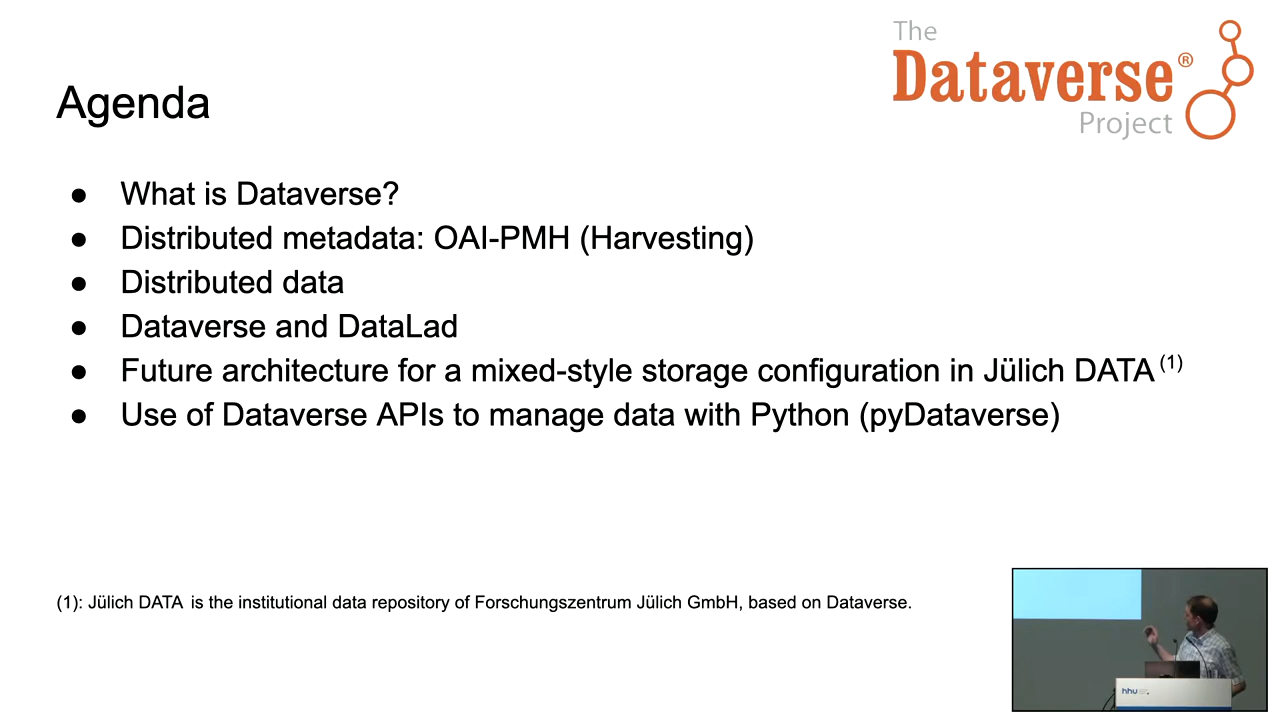 The
Dataverse®
Project
Agenda
● What is Dataverse?
● Distributed metadata: OAI-PMH (Harvesting)
● Distributed data
● Dataverse and DataLad
● Future architecture for a mixed-style storage configuration in Jülich DATA (1)
● Use of Dataverse APIs to manage data with Python (pyDataverse)
(1): Jülich DATA is the institutional data repository of Forschungszentrum Jülich GmbH, based on Dataverse.
hhu